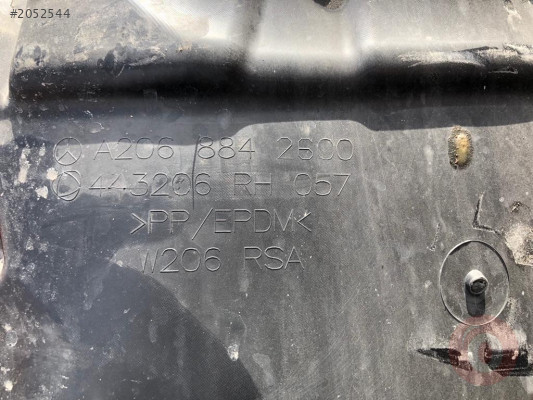 #2052544
A206 884 2600
443206 RH 057
>PP/EPDM<
W206 RSA
L